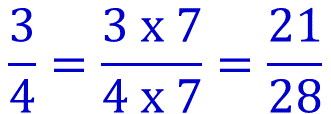 3/4 = 3 x 7/4 x 7 = 21/28